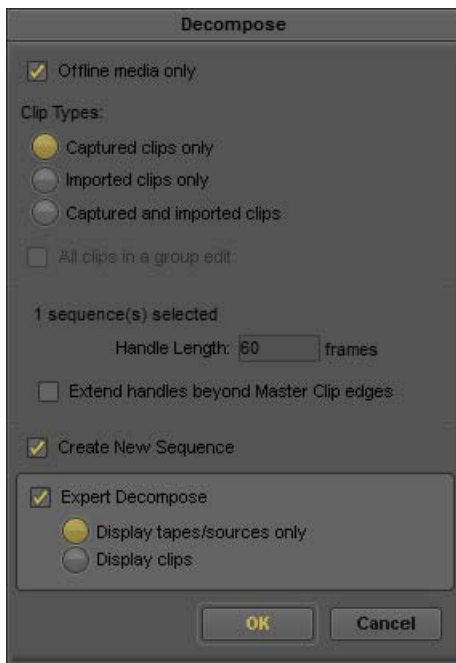 Decompose
Offline media only
Clip Types:
Captured clips only
Imported clips only
Captured and imported clips
All clips in a group edit
1 sequence(s) selected
Handle Length: 60 frames
Extend handles beyond Master Clip edges
Create New Sequence
Expert Decompose
Display tapes/sources only
Display clips
OK Cancel